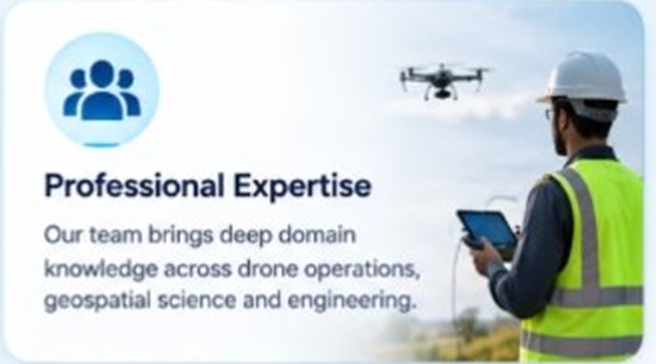 Professional Expertise
Our team brings deep domain
knowledge across drone operations,
geospatial science and engineering.